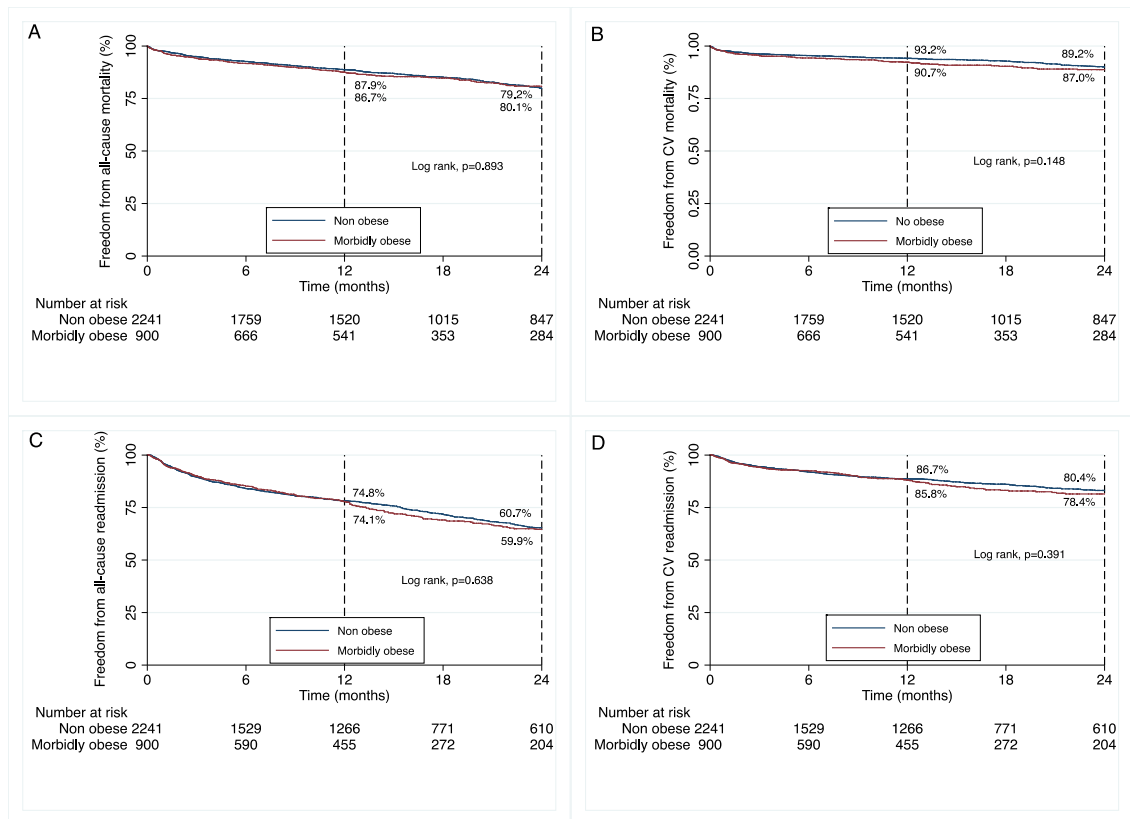 A
Freedom from all-cause mortality (%)
100
75
50
25
0
87.9%
86.7%
79.2%
80.1%
Log rank, p=0.893
Non obese
Morbidly obese
0 6 12 18 24
Time (months)
Number at risk
Non obese 2241 1759 1520 1015 847
Morbidly obese 900 666 541 353 284
B
Freedom from CV mortality (%)
1.00
0.75
0.50
0.25
0.00
93.2%
90.7%
89.2%
87.0%
Log rank, p=0.148
No obese
Morbidly obese
0 6 12 18 24
Time (months)
Number at risk
Non obese 2241 1759 1520 1015 847
Morbidly obese 900 666 541 353 284
C
Freedom from all-cause readmission (%)
100
75
50
25
0
74.8%
74.1%
60.7%
59.9%
Log rank, p=0.638
Non obese
Morbidly obese
0 6 12 18 24
Time (months)
Number at risk
Non obese 2241 1529 1266 771 610
Morbidly obese 900 590 455 272 204
D
Freedom from CV readmission (%)
100
75
50
25
0
86.7%
85.8%
80.4%
78.4%
Log rank, p=0.391
Non obese
Morbidly obese
0 6 12 18 24
Time (months)
Number at risk
Non obese 2241 1529 1266 771 610
Morbidly obese 900 590 455 272 204